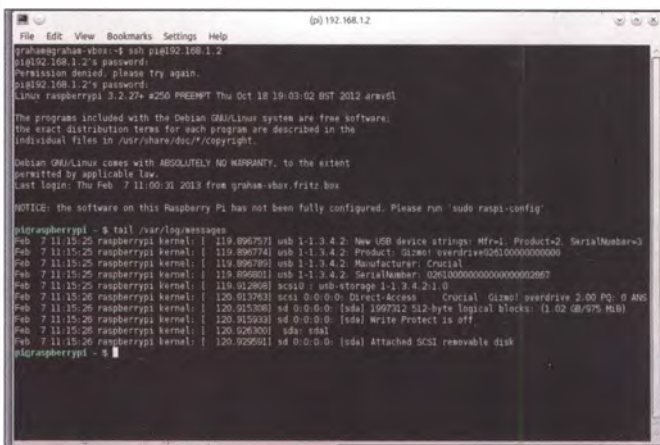 (pi) 192.168.1.2
File Edit View Bookmarks Settings Help
graham@graham-vbox:~$ ssh pi@192.168.1.2
pi@192.168.1.2's password:
Permission denied, please try again.
pi@192.168.1.2's password:
Linux raspberrypi 3.2.27+ #250 PREEMPT Thu Oct 18 19:03:02 BST 2012 armv6l
The programs included with the Debian GNU/Linux system are free software;
the exact distribution terms for each program are described in the
individual files in /usr/share/doc/*/copyright.
Debian GNU/Linux comes with ABSOLUTELY NO WARRANTY, to the extent
permitted by applicable law.
Last login: Thu Feb 7 11:00:31 2013 from graham-vbox.fritz.box
NOTICE: the software on this Raspberry Pi has not been fully configured. Please run 'sudo raspi-config'
pi@raspberrypi ~ $ tail /var/log/messages
Feb 7 11:15:25 raspberrypi kernel: [ 119.896757] usb 1-1.3.4.2: New USB device strings: Mfr=1, Product=2, SerialNumber=3
Feb 7 11:15:25 raspberrypi kernel: [ 119.896774] usb 1-1.3.4.2: Product: Gizmo! overdrive
Feb 7 11:15:25 raspberrypi kernel: [ 119.896789] usb 1-1.3.4.2: Manufacturer: Crucial
Feb 7 11:15:25 raspberrypi kernel: [ 119.896801] usb 1-1.3.4.2: SerialNumber:
Feb 7 11:15:25 raspberrypi kernel: [ 119.912808] scsi0 : usb-storage 1-1.3.4.2:1.0
Feb 7 11:15:26 raspberrypi kernel: [ 120.913763] scsi 0:0:0:0: Direct-Access Crucial Gizmo! overdrive 2.00 PQ: 0 ANS
Feb 7 11:15:26 raspberrypi kernel: [ 120.915308] sd 0:0:0:0: [sda] 1997312 512-byte logical blocks: (1.02 GB/975 MiB)
Feb 7 11:15:26 raspberrypi kernel: [ 120.915933] sd 0:0:0:0: [sda] Write Protect is off
Feb 7 11:15:26 raspberrypi kernel: [ 120.926300] sda: sda1
Feb 7 11:15:26 raspberrypi kernel: [ 120.929591] sd 0:0:0:0: [sda] Attached SCSI removable disk
pi@raspberrypi ~ $